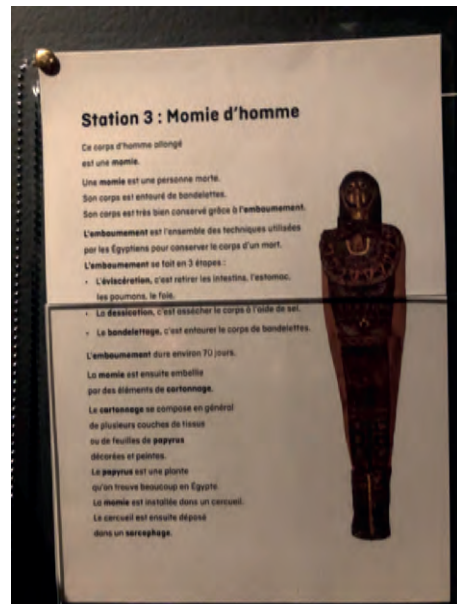 Station 3 : Momie d'homme
Ce corps d'homme allongé
est une momie.
Une momie est une personne morte.
Son corps est entouré de bandelettes.
Son corps est très bien conservé grâce à l'embaumement.
L'embaumement est l'ensemble des techniques utilisées
par les Égyptiens pour conserver le corps d'un mort.
L'embaumement se fait en 3 étapes :
• L'éviscération, c'est retirer les intestins, l'estomac,
les poumons, le foie.
• La dessication, c'est assécher le corps à l'aide de sel.
• Le bandelettage, c'est entourer le corps de bandelettes.
L'embaumement dure environ 70 jours.
La momie est ensuite embellie
par des éléments de cartonnage.
Le cartonnage se compose en général
de plusieurs couches de tissus
ou de feuilles de papyrus
décorées et peintes.
Le papyrus est une plante
qu'on trouve beaucoup en Égypte.
La momie est installée dans un cercueil.
Le cercueil est ensuite déposé
dans un sarcophage.